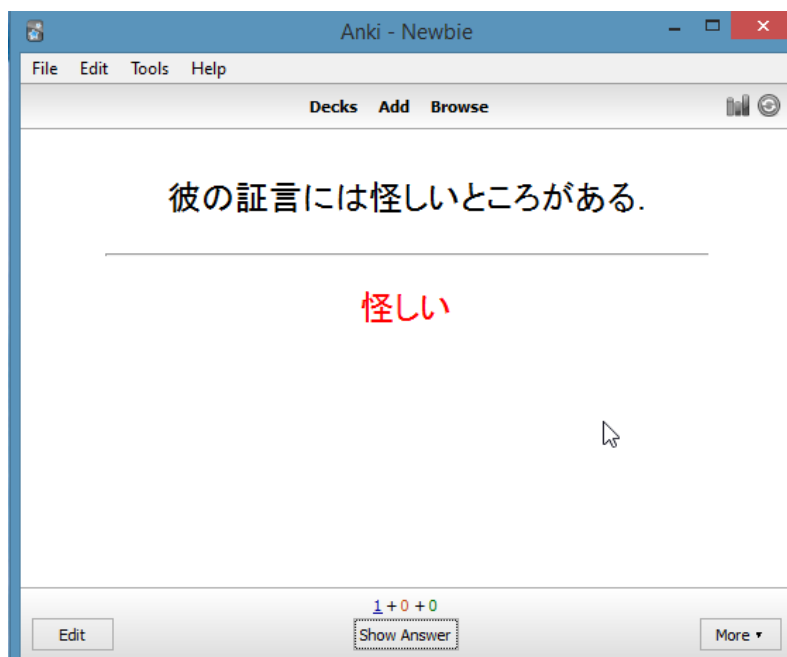 Anki - Newbie
File Edit Tools Help
Decks Add Browse
彼の証言には怪しいところがある.
怪しい
1 + 0 + 0
Edit Show Answer More ▾